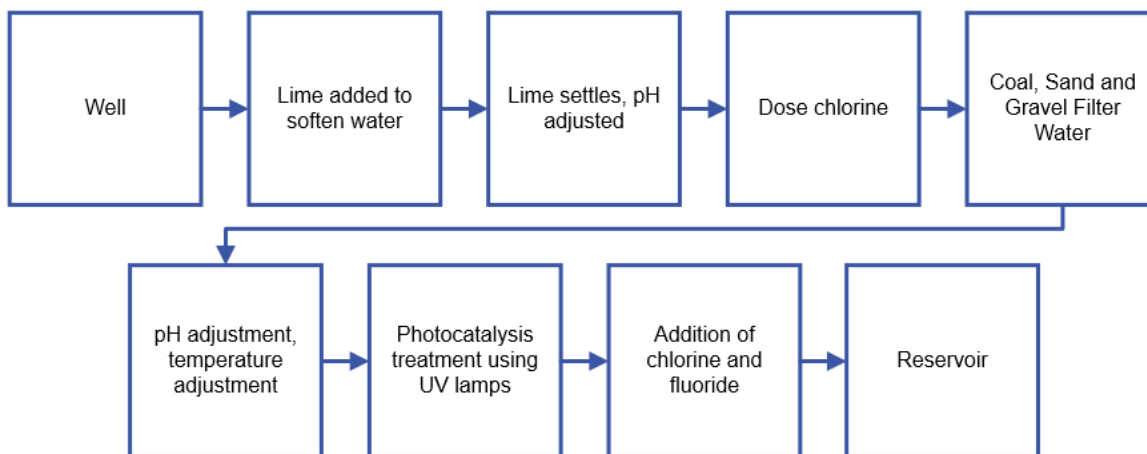 Well
Lime added to
soften water
Lime settles, pH
adjusted
Dose chlorine
Coal, Sand and
Gravel Filter
Water
pH adjustment,
temperature
adjustment
Photocatalysis
treatment using
UV lamps
Addition of
chlorine and
fluoride
Reservoir